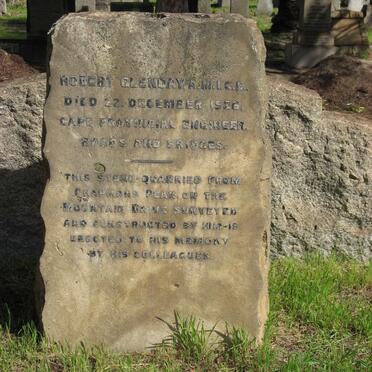 ROBERT GLENDAY A.M.I.C.E.
DIED 22 DECEMBER
CAPE PROVINCIAL ENGINEER.
ROADS AND BRIDGES.
THIS STONE-QUARRIED FROM
CHAPMANS PEAK ON THE
MOUNTAIN DRIVE SURVEYED
AND CONSTRUCTED BY HIM-IS
ERECTED TO HIS MEMORY
BY HIS COLLEAGUES.